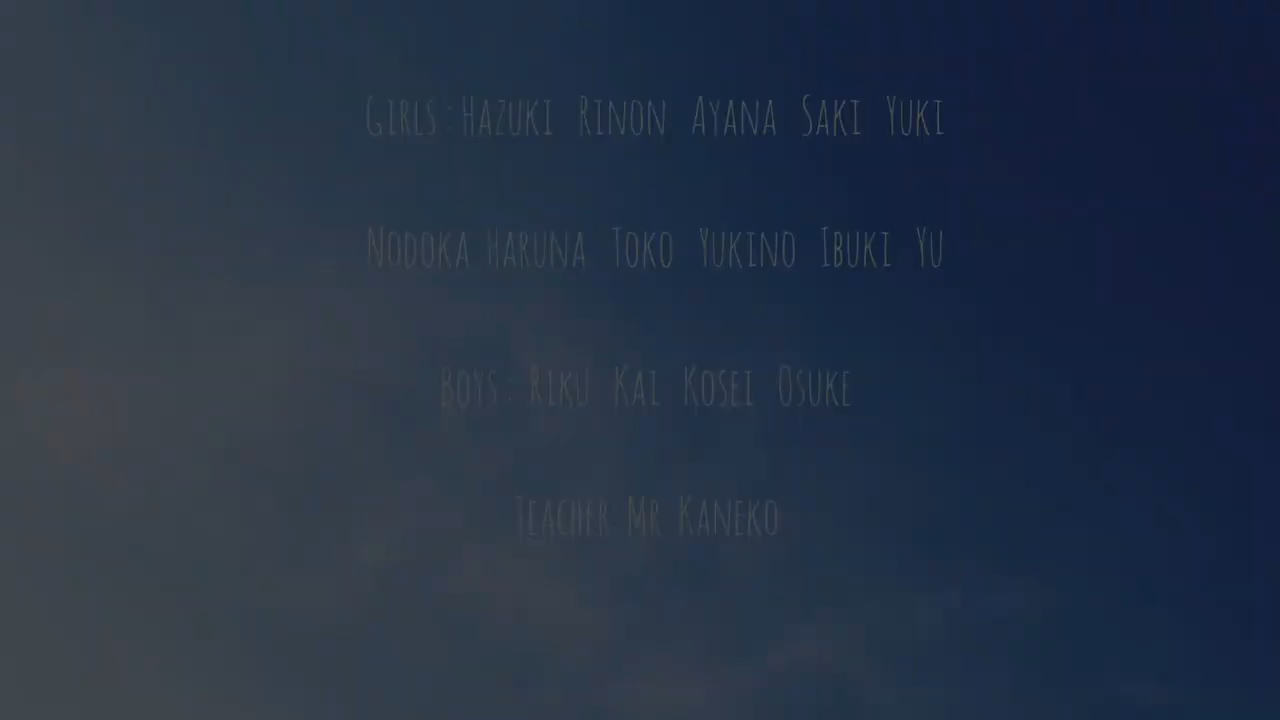 GIRLS:HAZUKI RINON AYANA SAKI YUKI
NODOKA HARUNA TOKO YUKINO IBUKI YU
BOYS:RIKU KAI KOSEI OSUKE
TEACHER MR KANEKO